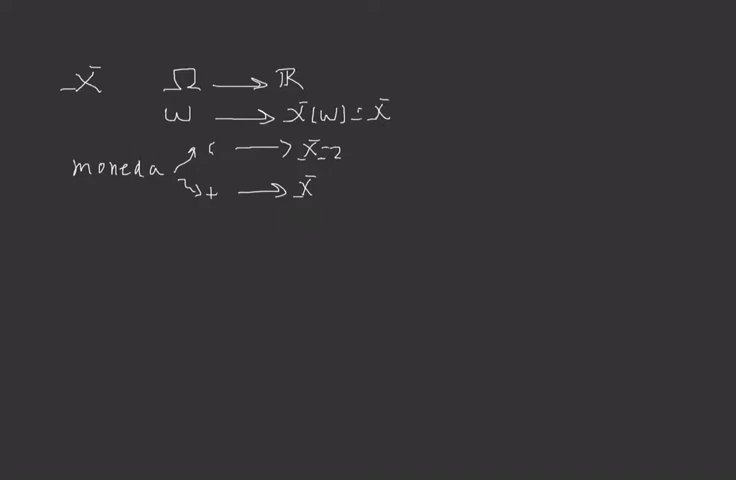 X Ω → ℝ
ω → X(ω) = X
c → X = 2
moneda
+ → X